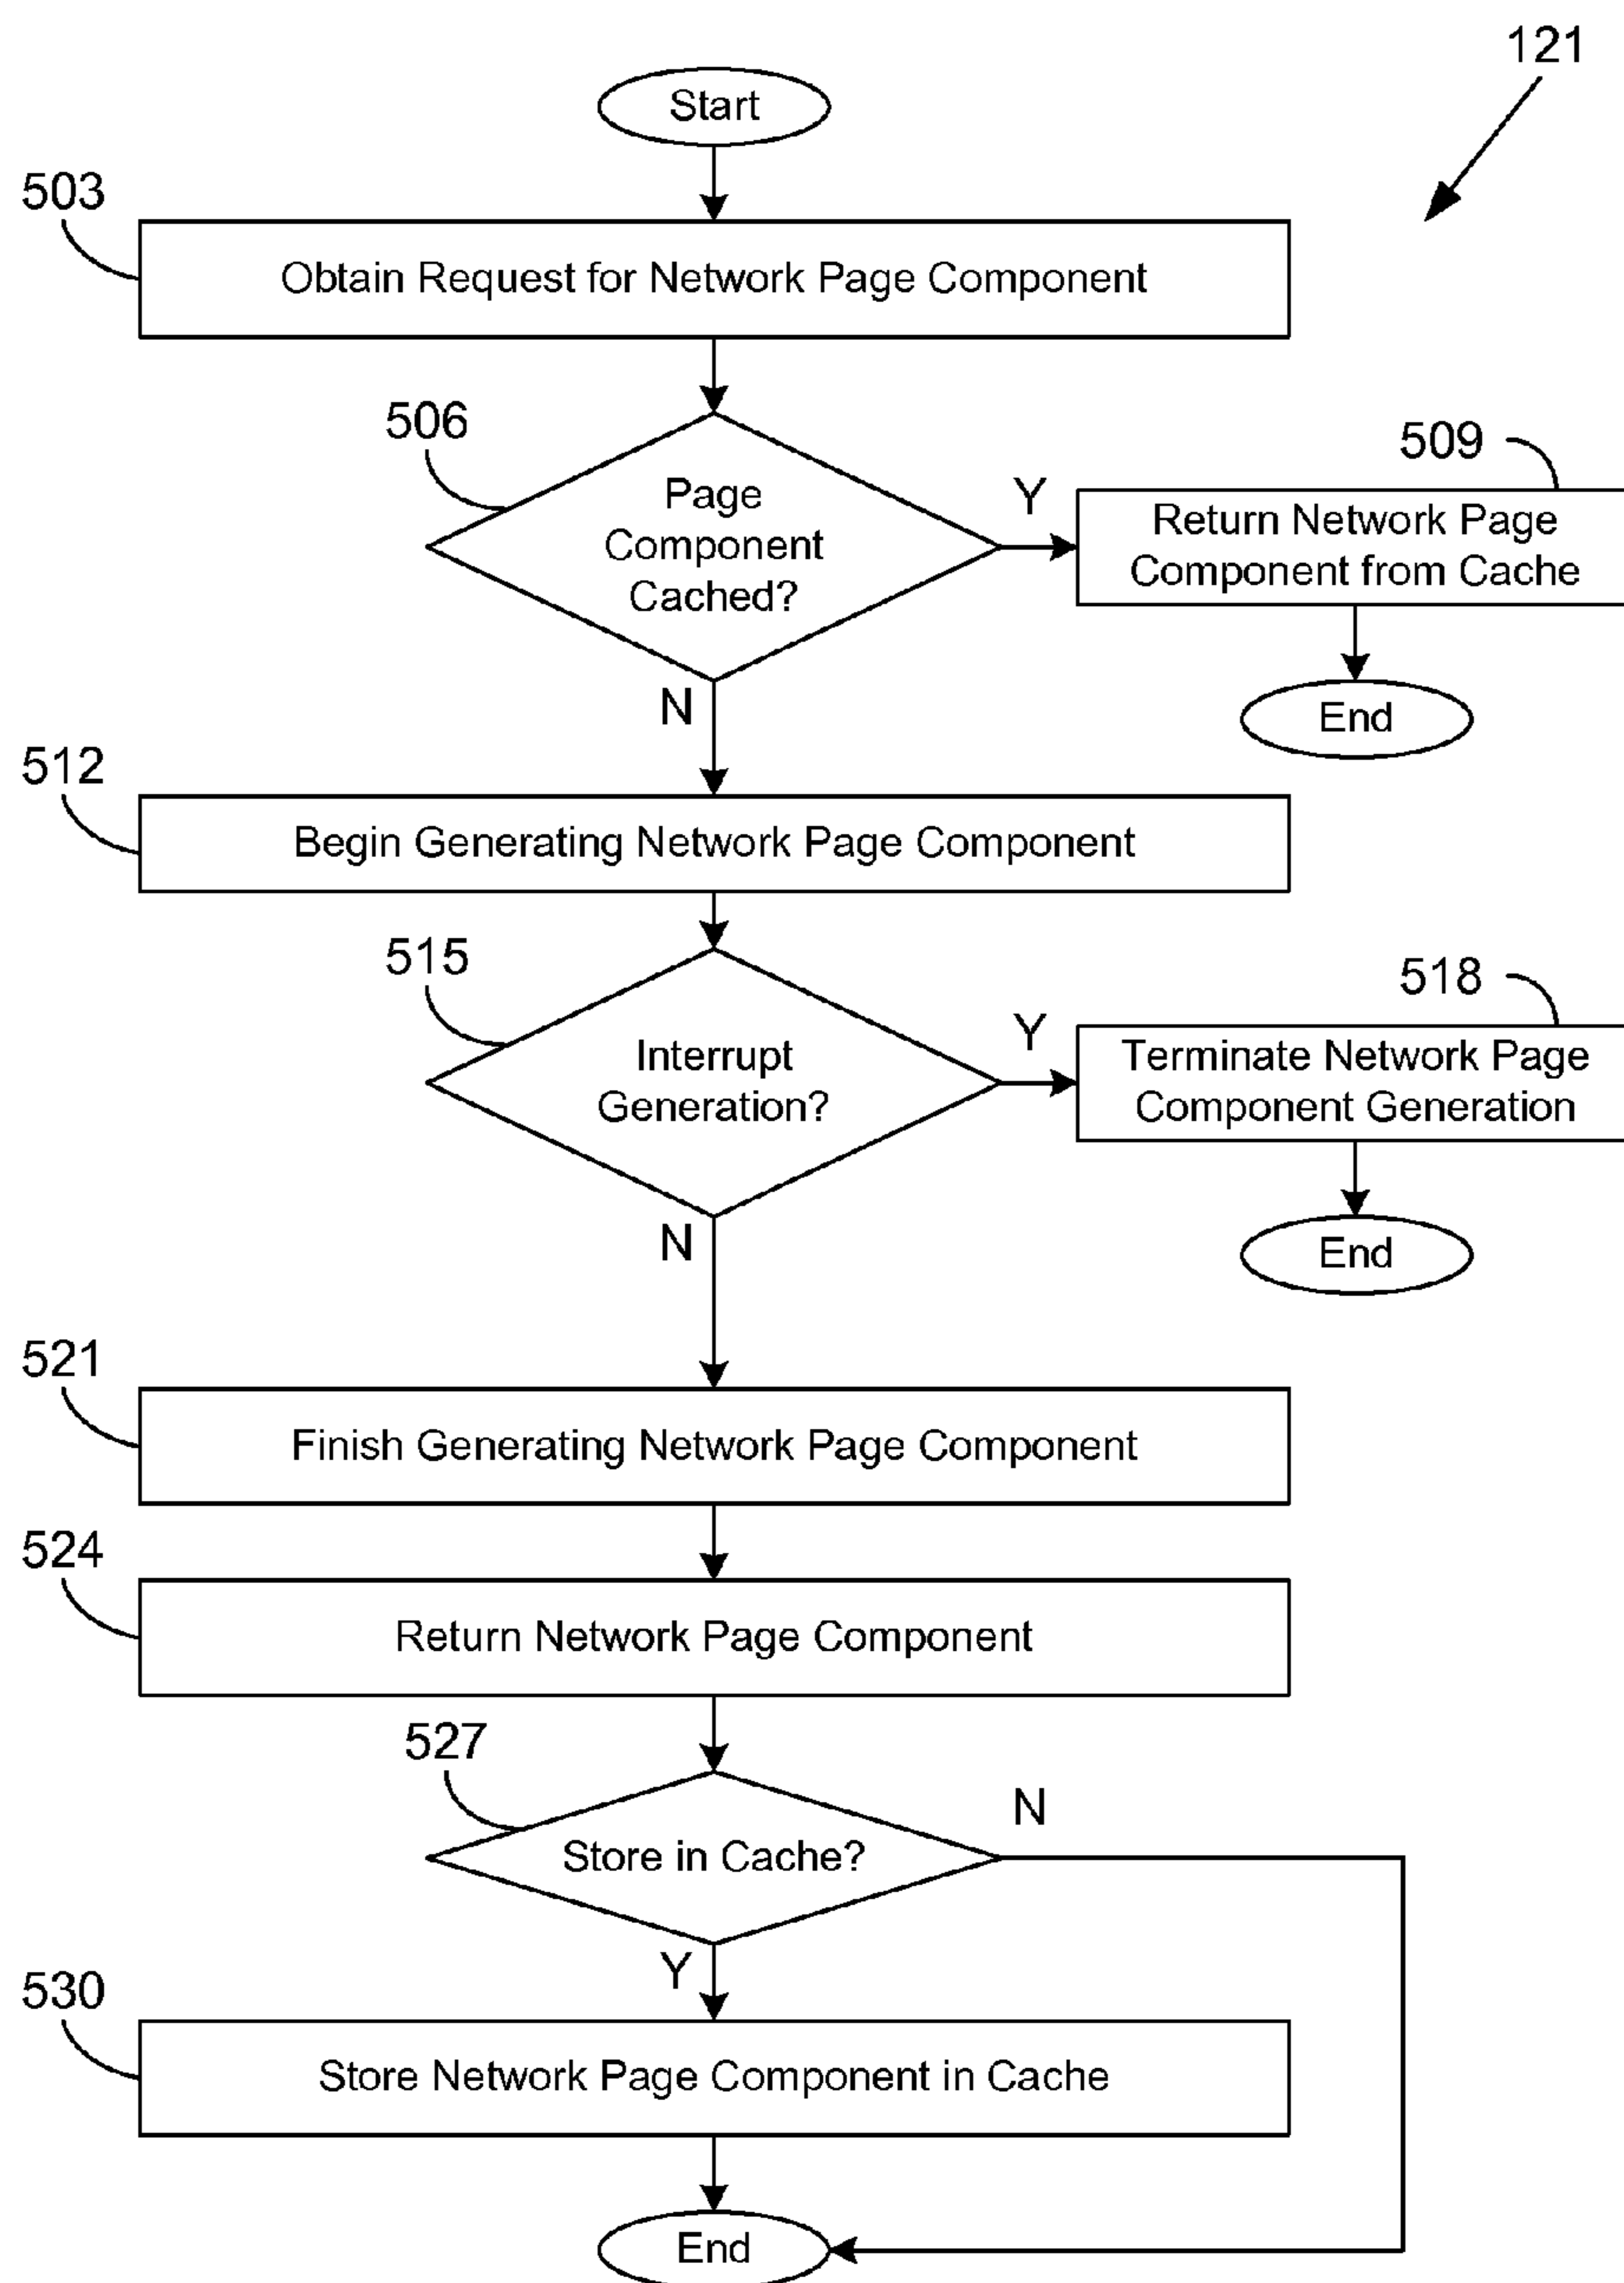 121
Start
503
Obtain Request for Network Page Component
506
Page
Component
Cached?
Y
509
Return Network Page
Component from Cache
End
N
512
Begin Generating Network Page Component
515
Interrupt
Generation?
Y
518
Terminate Network Page
Component Generation
End
N
521
Finish Generating Network Page Component
524
Return Network Page Component
527
Store in Cache?
N
Y
530
Store Network Page Component in Cache
End